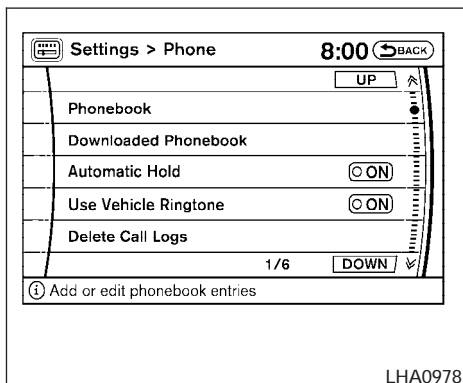 Settings > Phone 8:00 BACK
UP
Phonebook
Downloaded Phonebook
Automatic Hold ON
Use Vehicle Ringtone ON
Delete Call Logs
1/6 DOWN
i Add or edit phonebook entries
LHA0978